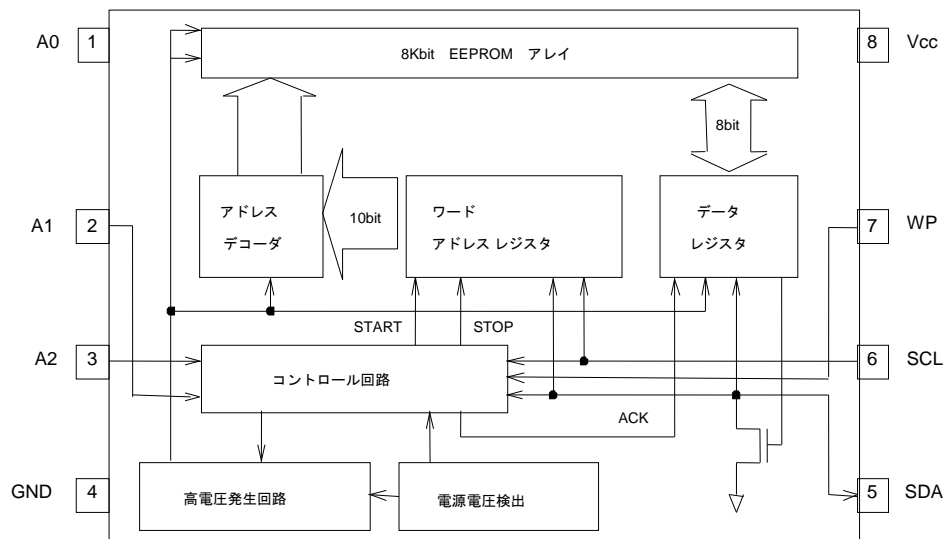 A0 1 8Kbit EEPROM アレイ 8 Vcc
8bit
アドレス
デコーダ
10bit
ワード
アドレス レジスタ
データ
レジスタ
A1 2
7 WP
START STOP
A2 3
コントロール回路
6 SCL
ACK
GND 4
高電圧発生回路
電源電圧検出
5 SDA